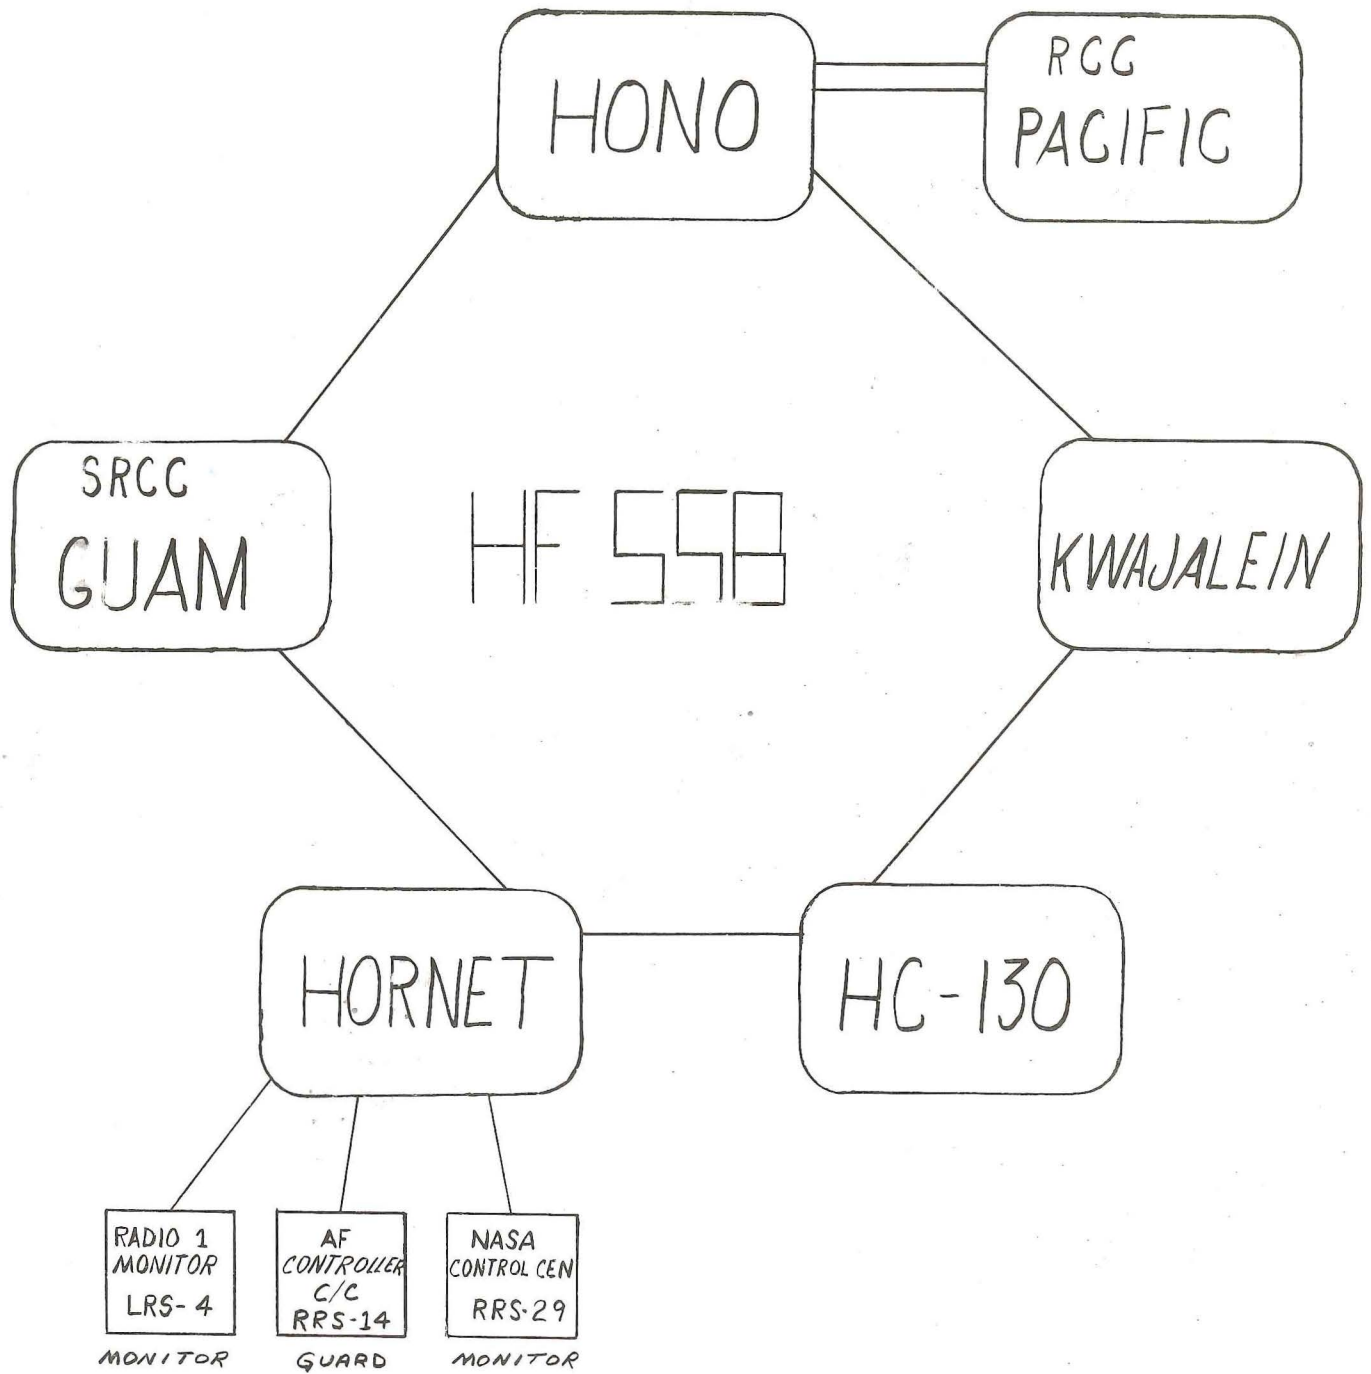 HONO
RCC
PACIFIC
SRCC
GUAM
HF SSB
KWAJALEIN
HORNET
HC-130
RADIO 1
MONITOR
LRS-4
MONITOR
AF
CONTROLLER
C/C
RRS-14
GUARD
NASA
CONTROL CEN
RRS-29
MONITOR